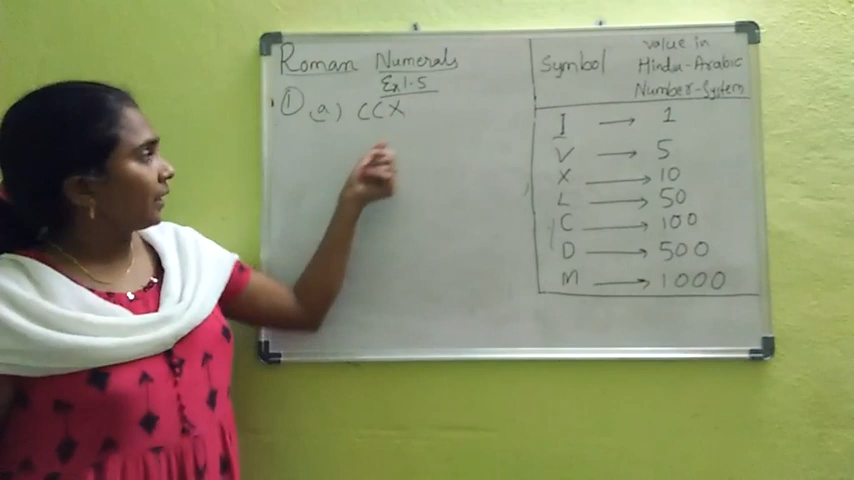 Roman Numerals
Ex 1.5
① (a) CCX
Symbol
value in
Hindu-Arabic
Number-System
I → 1
V → 5
X → 10
L → 50
C → 100
D → 500
M → 1000